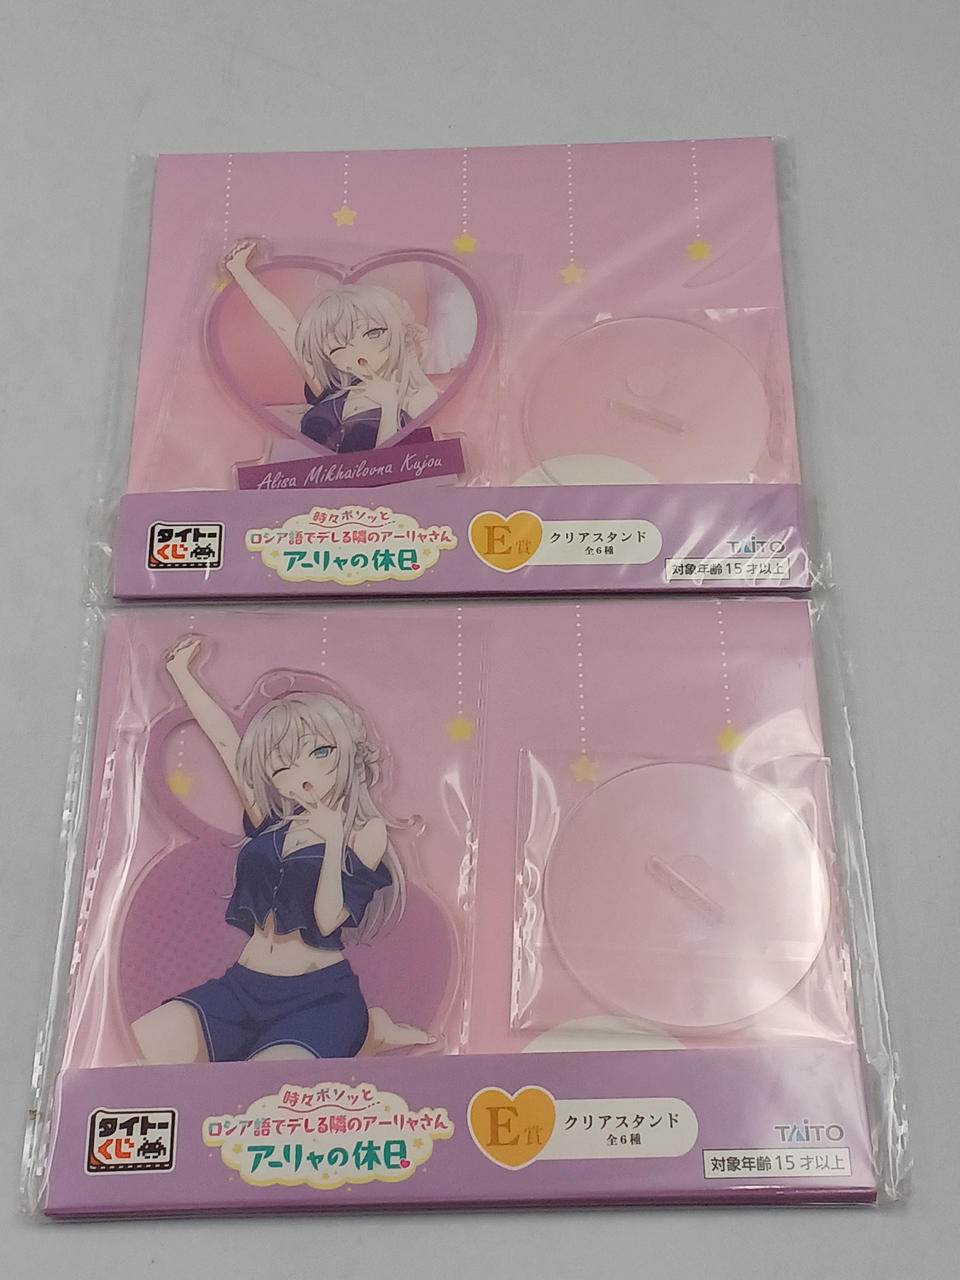 Alisa Mikhailovna Kujou
タイトー
くじ
時々ボソッと
ロシア語でデレる隣のアーリャさん
アーリャの休日
E賞
クリアスタンド
全6種
TAITO
対象年齢15才以上
タイトー
くじ
時々ボソッと
ロシア語でデレる隣のアーリャさん
アーリャの休日
E賞
クリアスタンド
全6種
TAITO
対象年齢15才以上